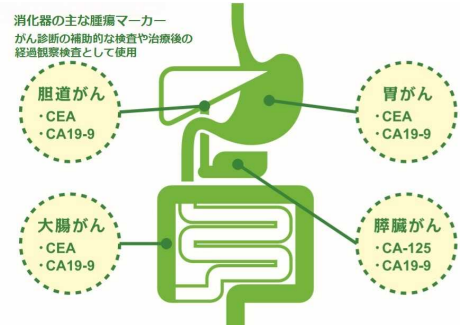 消化器の主な腫瘍マーカー
がん診断の補助的な検査や治療後の
経過観察検査として使用
胆道がん
・CEA
・CA19-9
胃がん
・CEA
・CA19-9
大腸がん
・CEA
・CA19-9
膵臓がん
・CA-125
・CA19-9